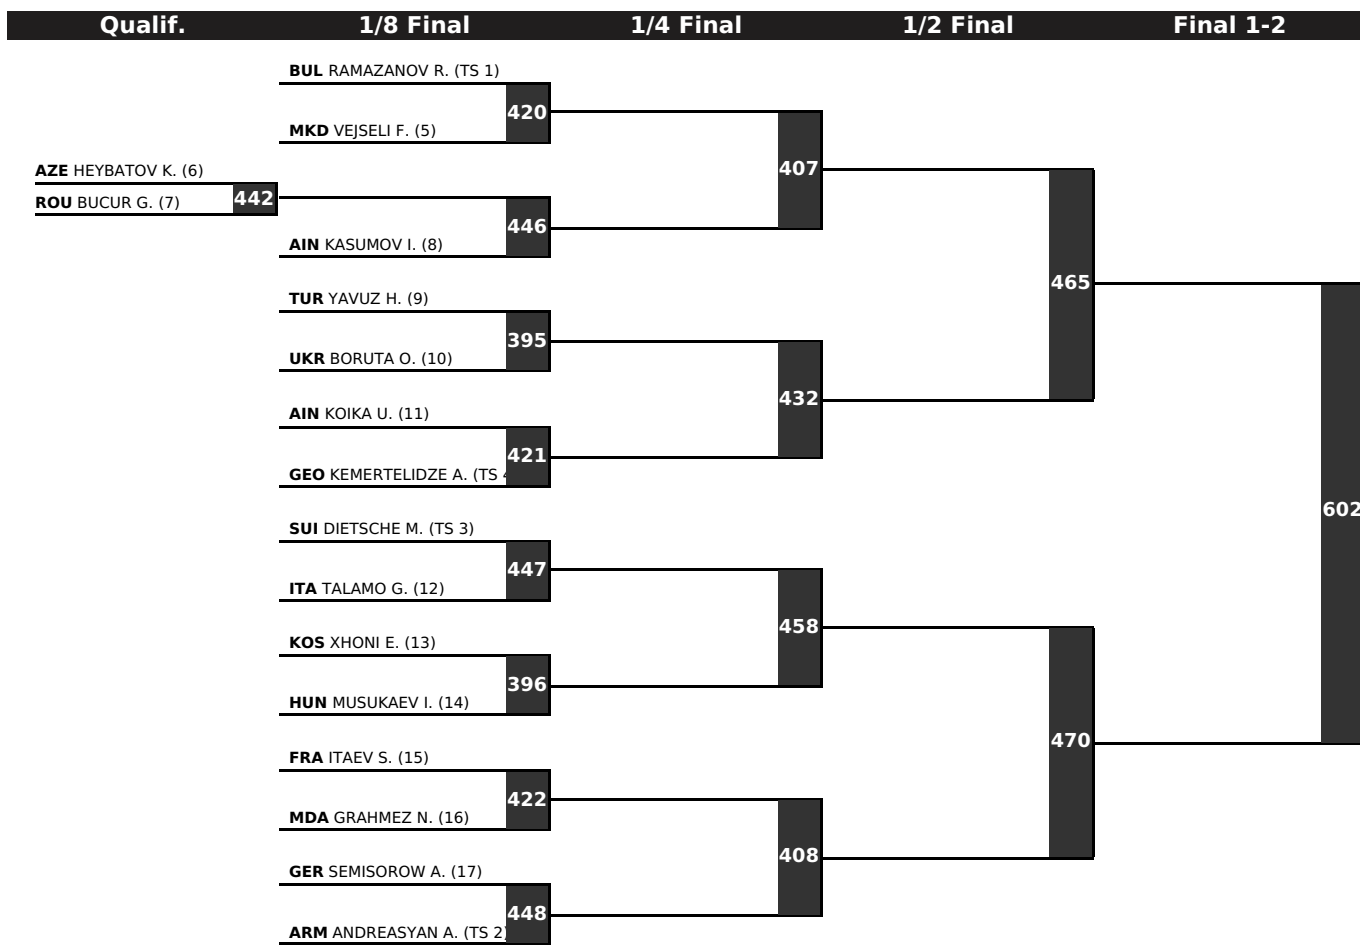 Qualif. 1/8 Final 1/4 Final 1/2 Final Final 1-2
BUL RAMAZANOV R. (TS 1)
420
MKD VEJSELI F. (5)
AZE HEYBATOV K. (6)
407
ROU BUCUR G. (7)
442
446
AIN KASUMOV I. (8)
465
TUR YAVUZ H. (9)
395
UKR BORUTA O. (10)
432
AIN KOIKA U. (11)
421
GEO KEMERTELIDZE A. (TS
602
SUI DIETSCHE M. (TS 3)
447
ITA TALAMO G. (12)
458
KOS XHONI E. (13)
396
HUN MUSUKAEV I. (14)
470
FRA ITAEV S. (15)
422
MDA GRAHMEZ N. (16)
408
GER SEMISOROW A. (17)
448
ARM ANDREASYAN A. (TS 2)